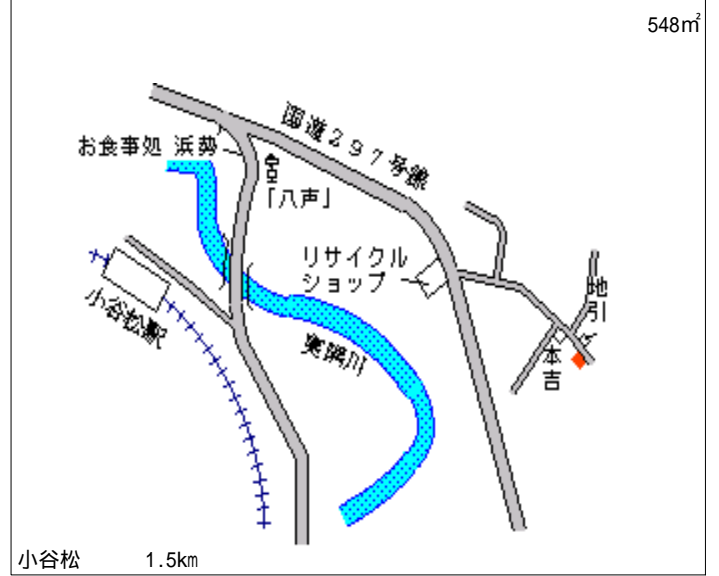 548㎡
国道297号線
お食事処 浜勢
「八声」
リサイクル
ショップ
地引
本吉
小谷松駅
夷隅川
小谷松 1.5km